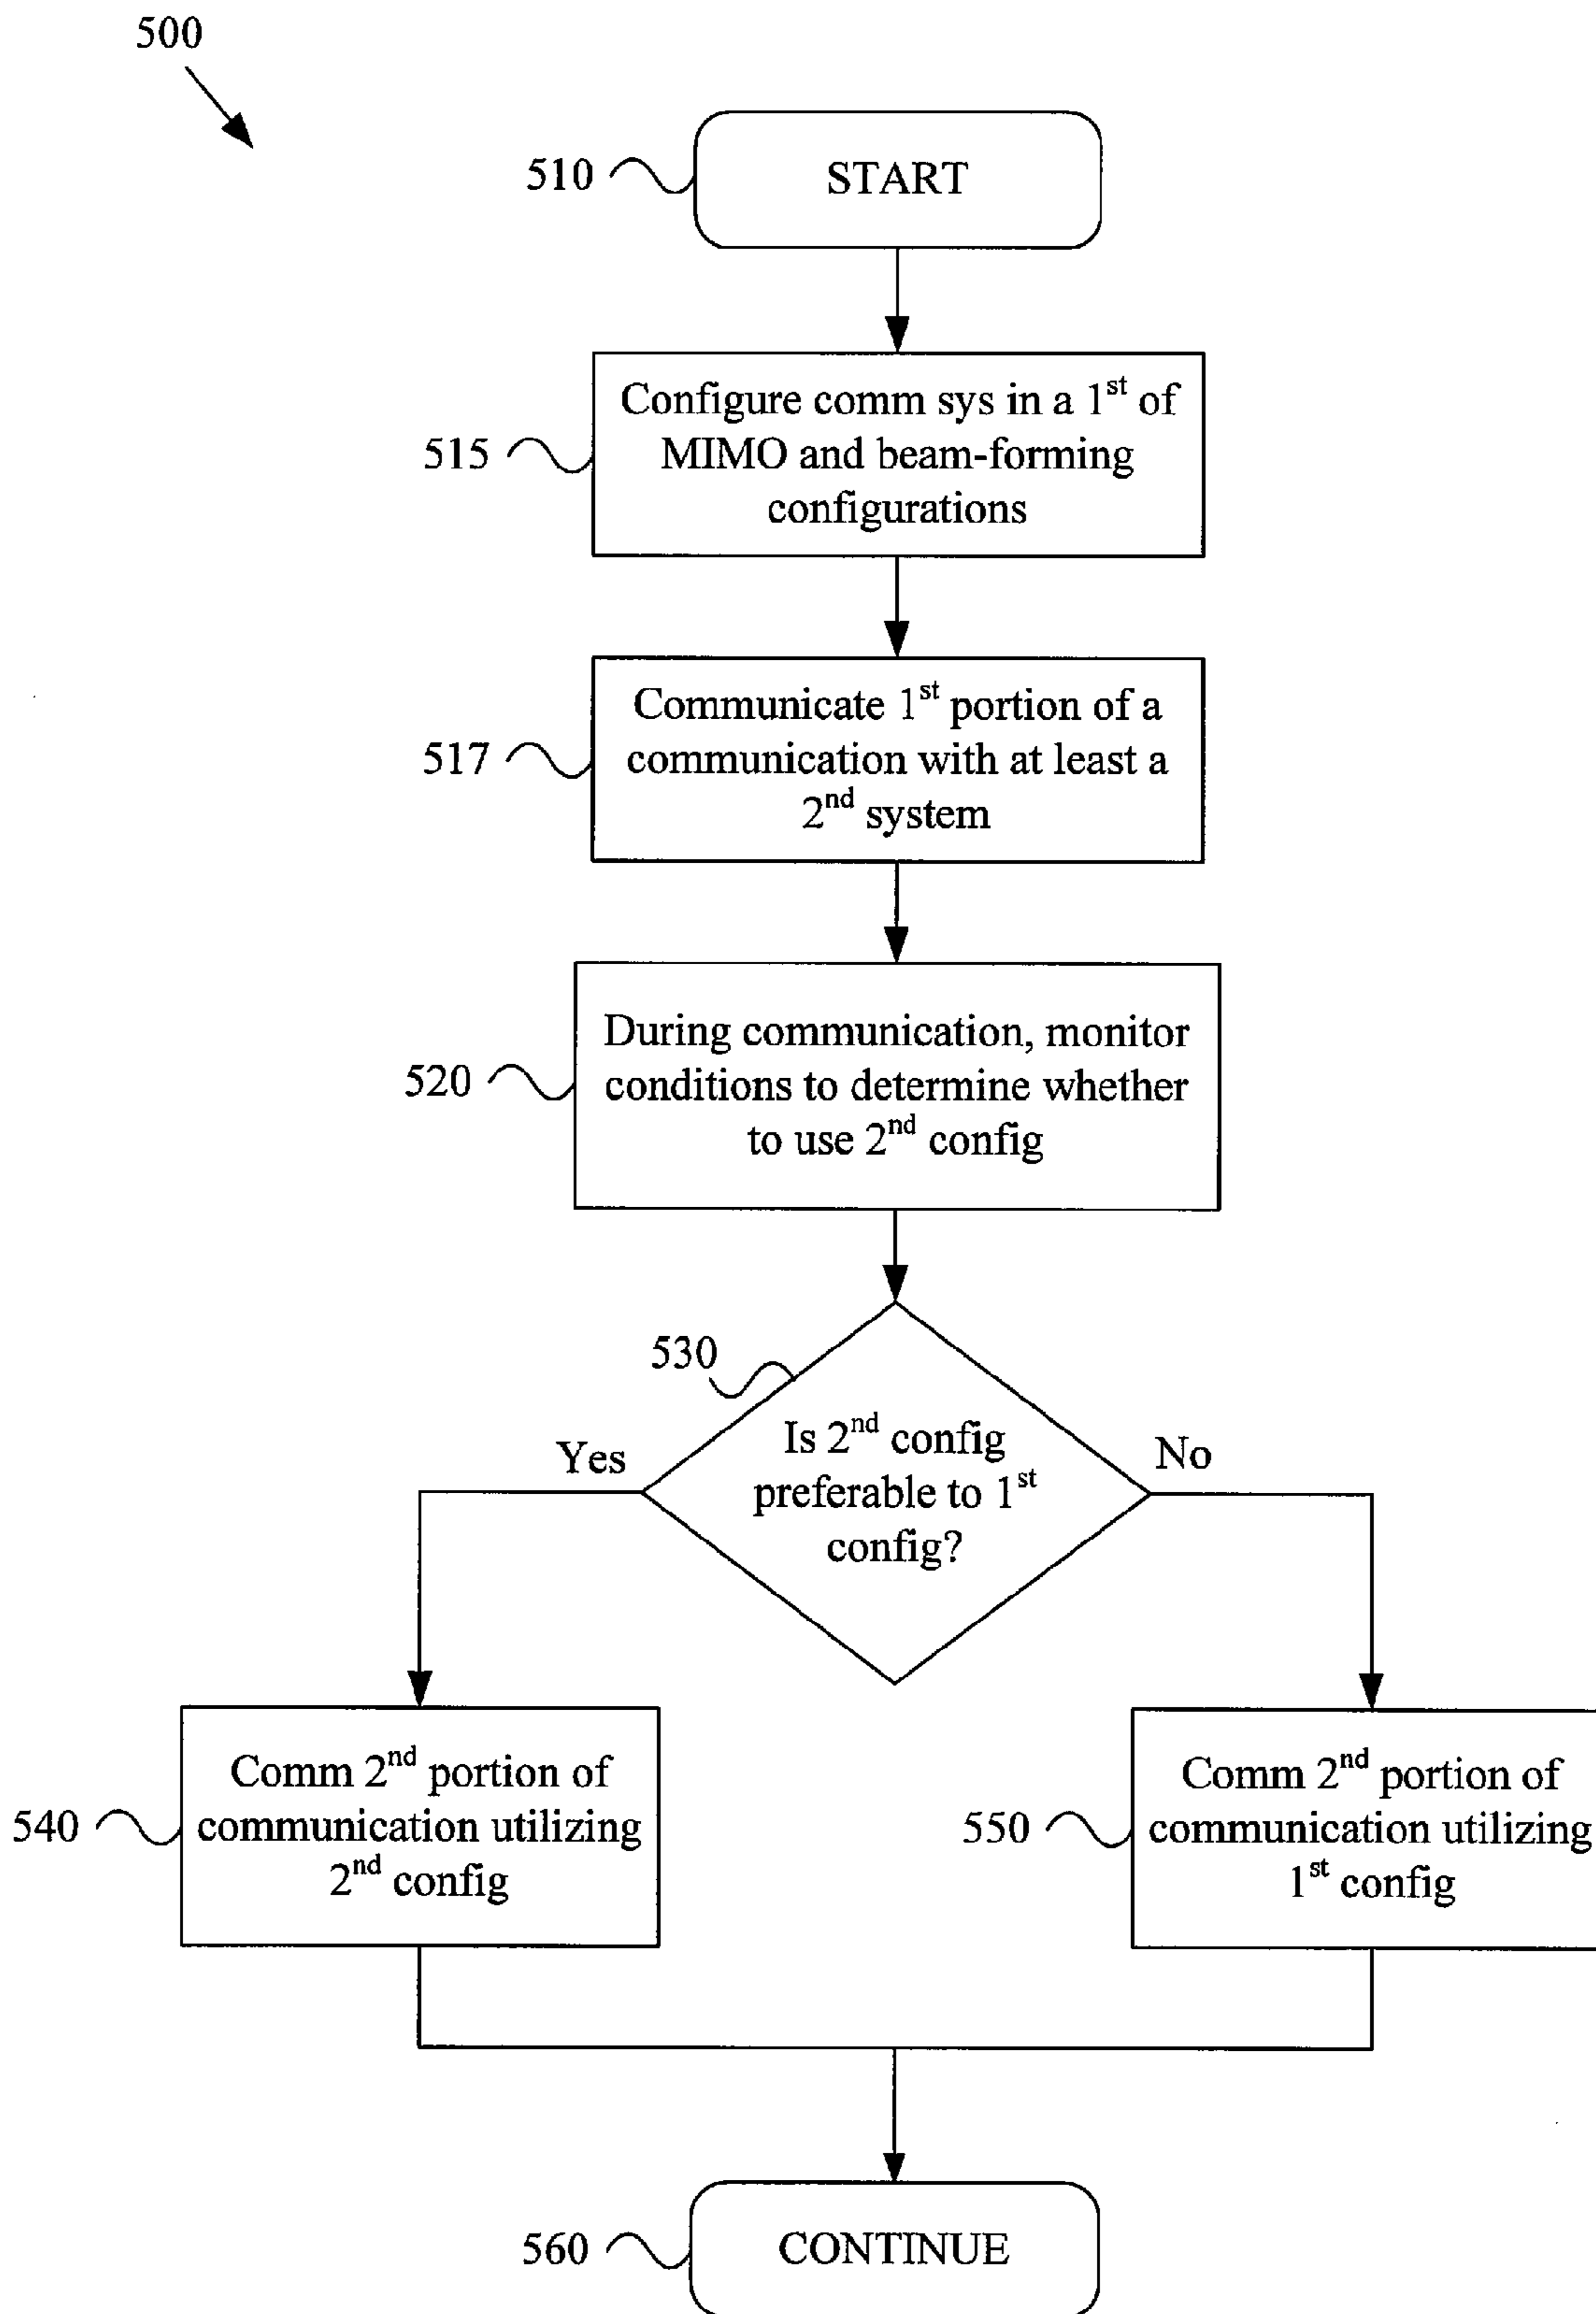 500
510
START
515
Configure comm sys in a 1st of
MIMO and beam-forming
configurations
517
Communicate 1st portion of a
communication with at least a
2nd system
520
During communication, monitor
conditions to determine whether
to use 2nd config
530
Is 2nd config
preferable to 1st
config?
Yes
No
540
Comm 2nd portion of
communication utilizing
2nd config
550
Comm 2nd portion of
communication utilizing
1st config
560
CONTINUE